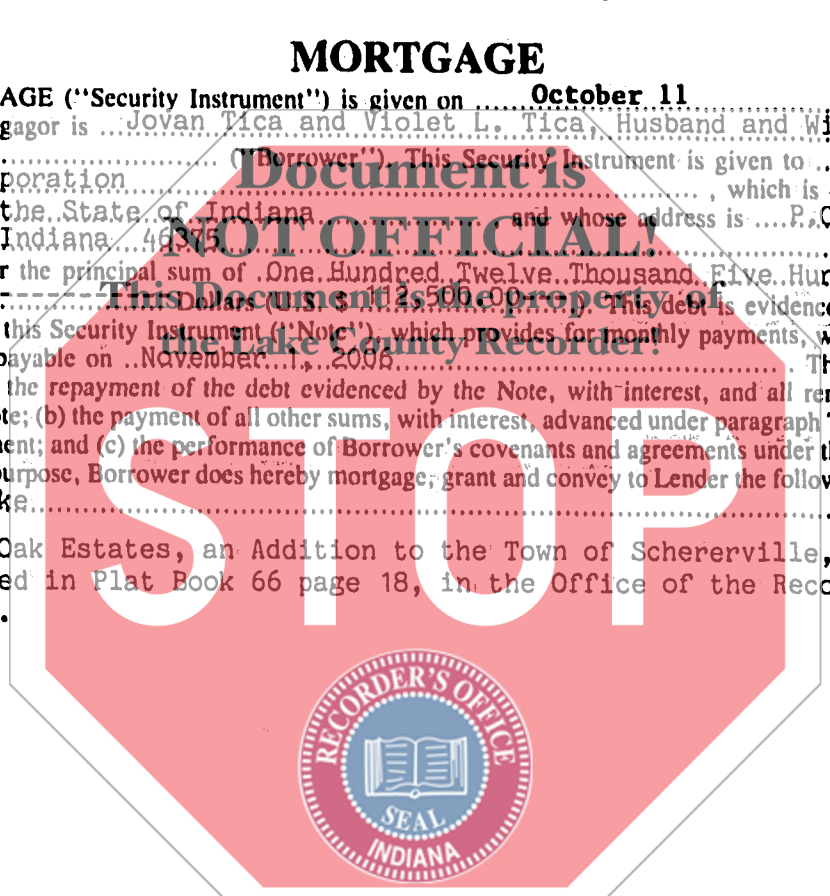 MORTGAGE
AGE ("Security Instrument") is given on ...... October 11
gagor is ... Jovan Tica and Violet L. Tica, Husband and Wi
("Borrower"). This Security Instrument is given to
Document is
poration , which is
the State of Indiana , and whose address is .... P.O
NOT OFFICIAL!
Indiana 46375
r the principal sum of One Hundred Twelve Thousand Five Hun
Dollars (U.S. $ 112,500.00 ). This debt is evidence
This Document is the property of
this Security Instrument ("Note"), which provides for monthly payments, w
the Lake County Recorder!
payable on November 1, 2006 Th
the repayment of the debt evidenced by the Note, with interest, and all ren
te; (b) the payment of all other sums, with interest, advanced under paragraph
ent; and (c) the performance of Borrower's covenants and agreements under th
urpose, Borrower does hereby mortgage, grant and convey to Lender the follow
ke
STOP
Oak Estates, an Addition to the Town of Schererville,
ed in Plat Book 66 page 18, in the Office of the Reco
RECORDER'S OFFICE
SEAL
INDIANA